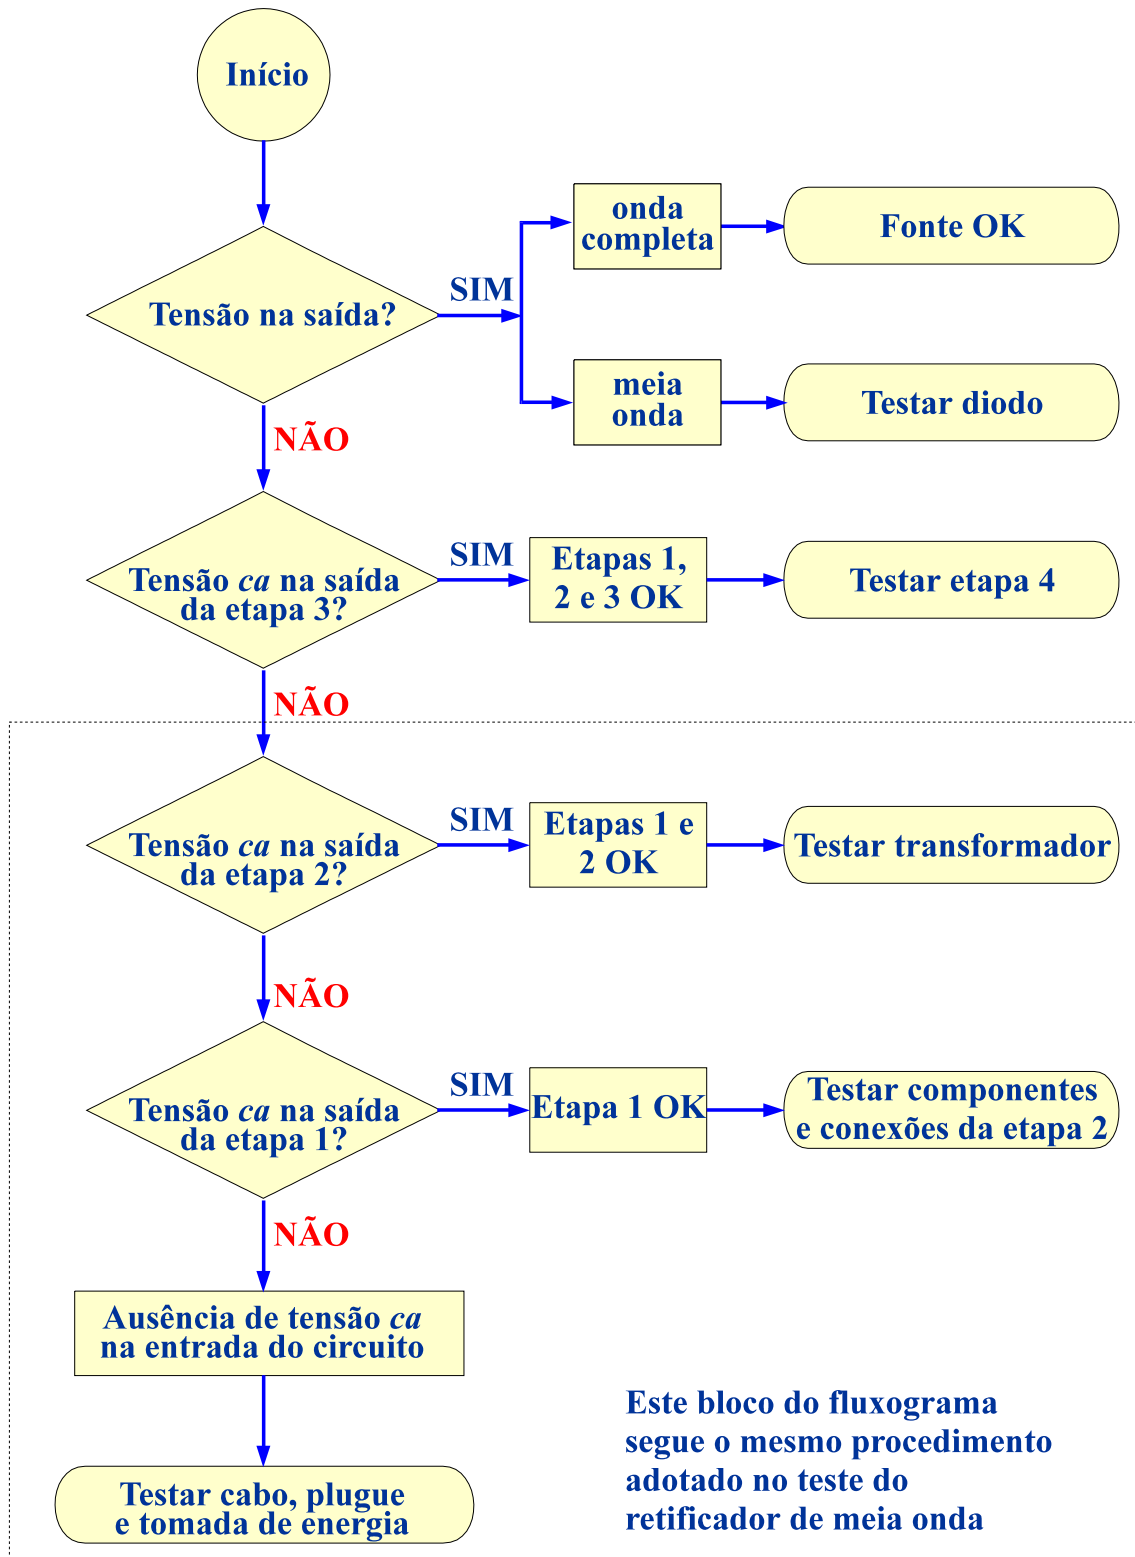 Início
Tensão na saída?
SIM
onda
completa
Fonte OK
meia
onda
Testar diodo
NÃO
Tensão ca na saída
da etapa 3?
SIM
Etapas 1,
2 e 3 OK
Testar etapa 4
NÃO
Tensão ca na saída
da etapa 2?
SIM
Etapas 1 e
2 OK
Testar transformador
NÃO
Tensão ca na saída
da etapa 1?
SIM
Etapa 1 OK
Testar componentes
e conexões da etapa 2
NÃO
Ausência de tensão ca
na entrada do circuito
Testar cabo, plugue
e tomada de energia
Este bloco do fluxograma
segue o mesmo procedimento
adotado no teste do
retificador de meia onda